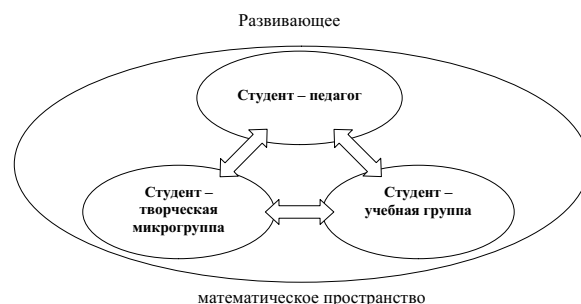 Развивающее
Студент – педагог
Студент –
творческая
микрогруппа
Студент –
учебная группа
математическое пространство